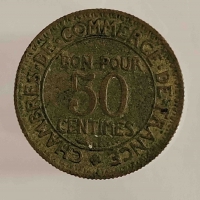 CHAMBRES·DE·COMMERCE·DE·FRANCE
BON POUR
50
CENTIMES